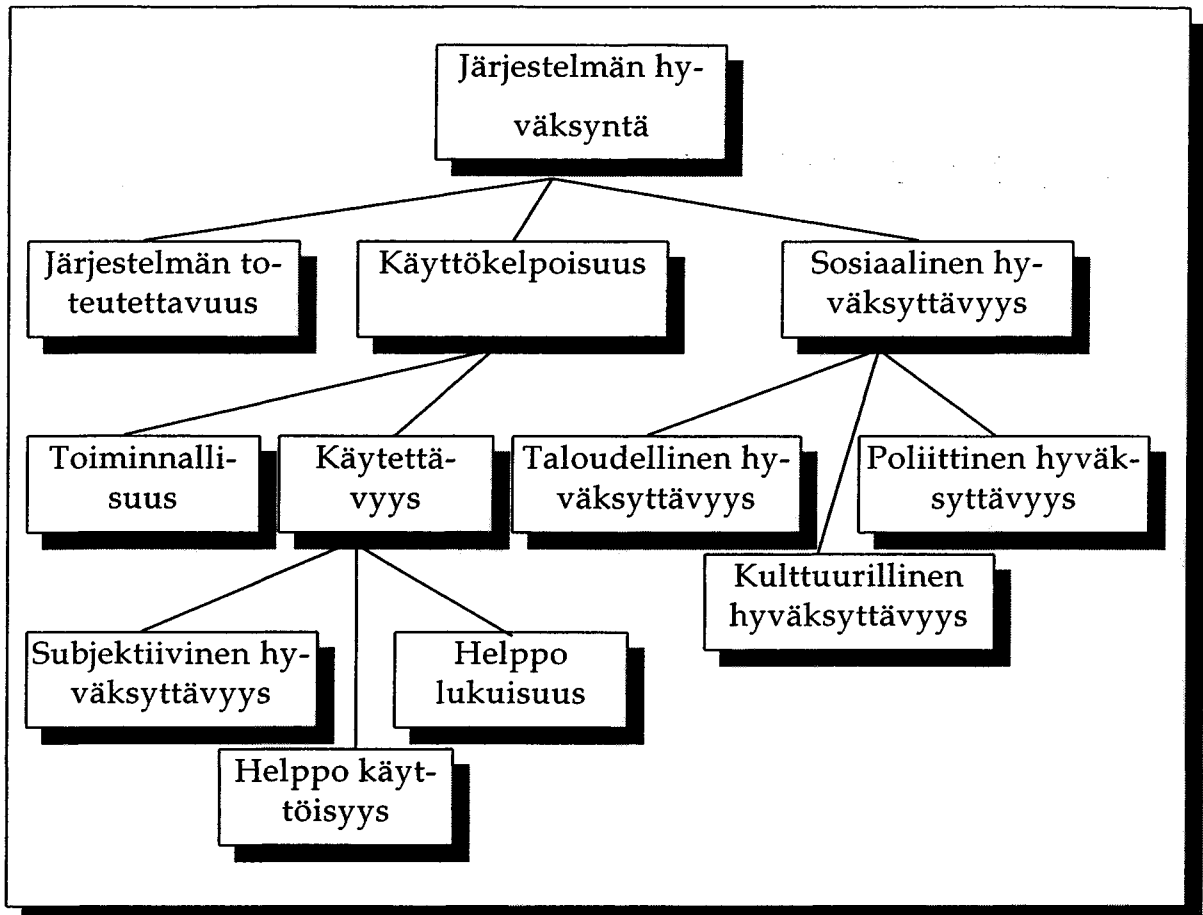 Järjestelmän hy-
väksyntä
Järjestelmän to-
teutettavuus
Käyttökelpoisuus
Sosiaalinen hy-
väksyttävyys
Toiminnalli-
suus
Käytettä-
vyys
Taloudellinen hy-
väksyttävyys
Poliittinen hyväk-
syttävyys
Kulttuurillinen
hyväksyttävyys
Subjektiivinen hy-
väksyttävyys
Helppo
lukuisuus
Helppo käyt-
töisyys